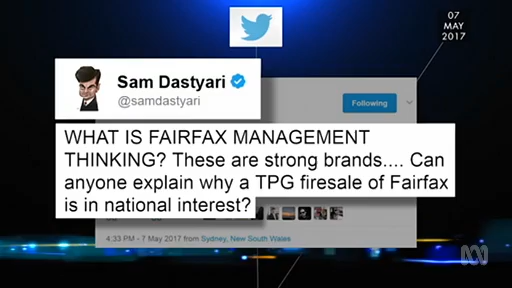 07
MAY
2017
Sam Dastyari
@samdastyari
Following
WHAT IS FAIRFAX MANAGEMENT
THINKING? These are strong brands.... Can
anyone explain why a TPG firesale of Fairfax
is in national interest?
4:33 PM - 7 May 2017 from Sydney, New South Wales